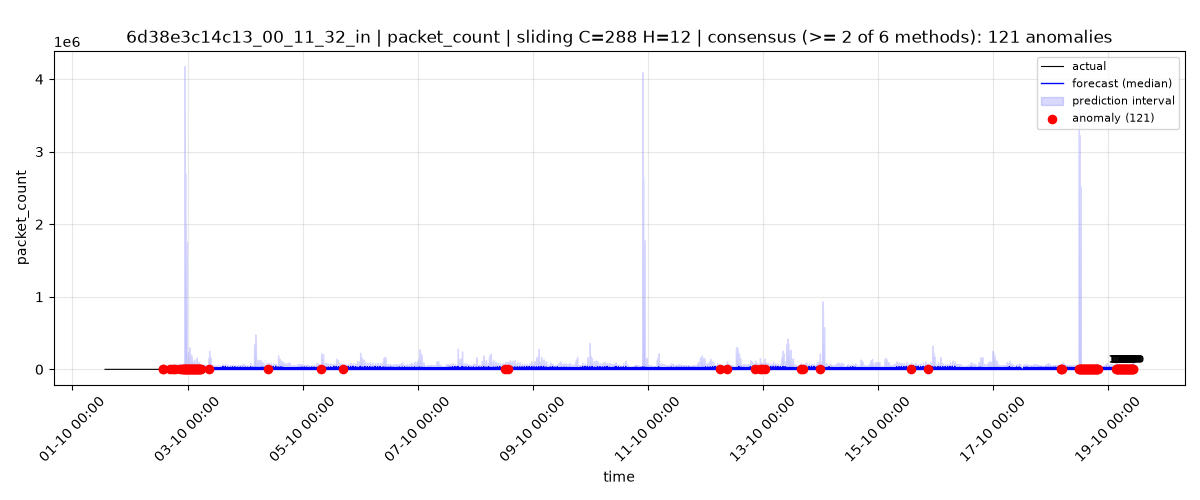 6d38e3c14c13_00_11_32_in | packet_count | sliding C=288 H=12 | consensus (>= 2 of 6 methods): 121 anomalies
1e6
actual
forecast (median)
prediction interval
anomaly (121)
4
3
2
1
0
packet_count
01-10 00:00
03-10 00:00
05-10 00:00
07-10 00:00
09-10 00:00
11-10 00:00
13-10 00:00
15-10 00:00
17-10 00:00
19-10 00:00
time